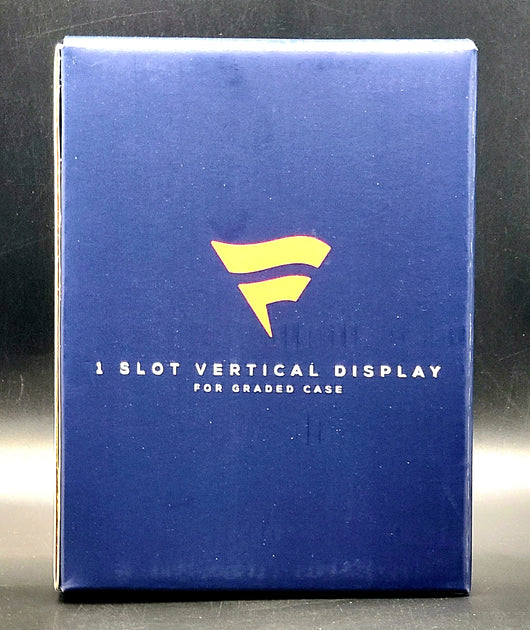 1 SLOT VERTICAL DISPLAY
FOR GRADED CASE